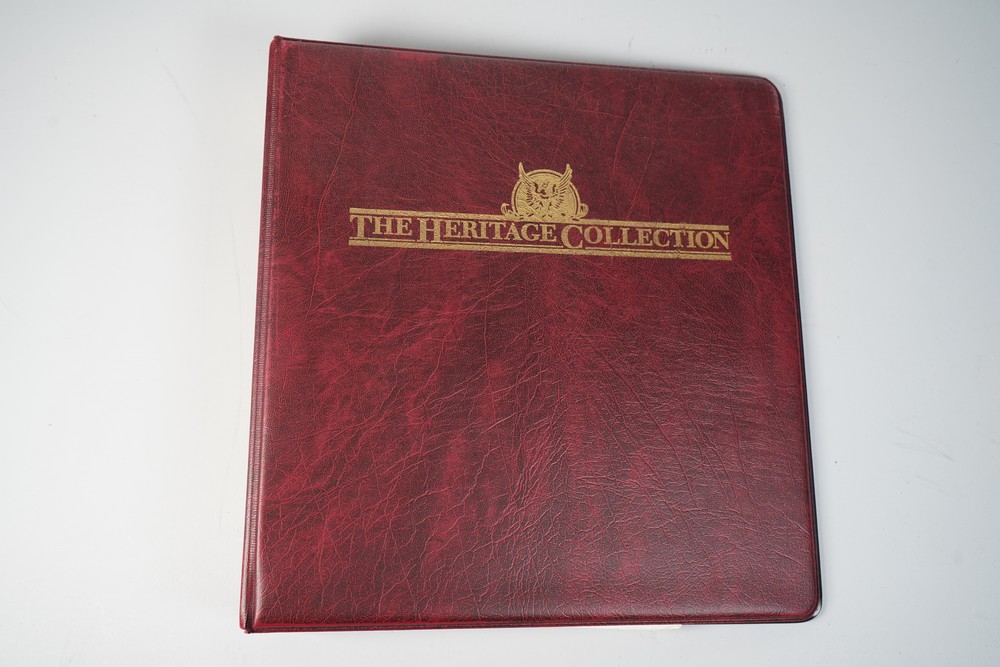 THE HERITAGE COLLECTION